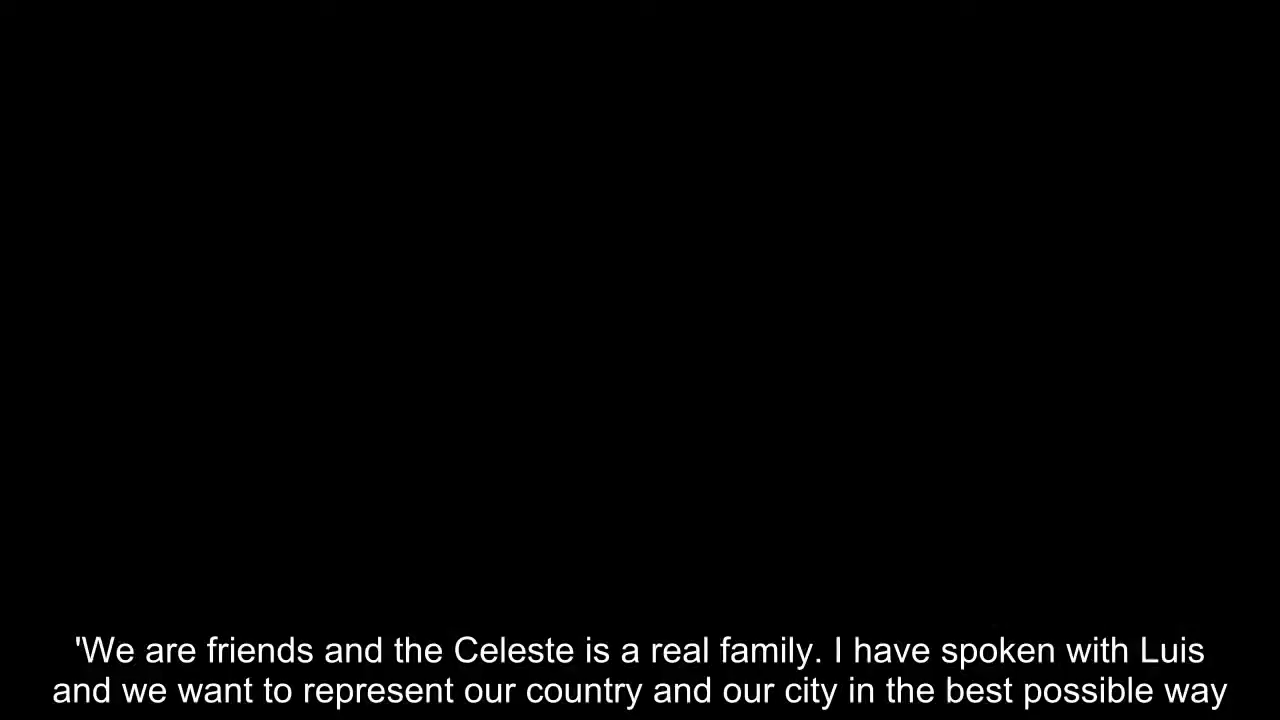 'We are friends and the Celeste is a real family. I have spoken with Luis
and we want to represent our country and our city in the best possible way